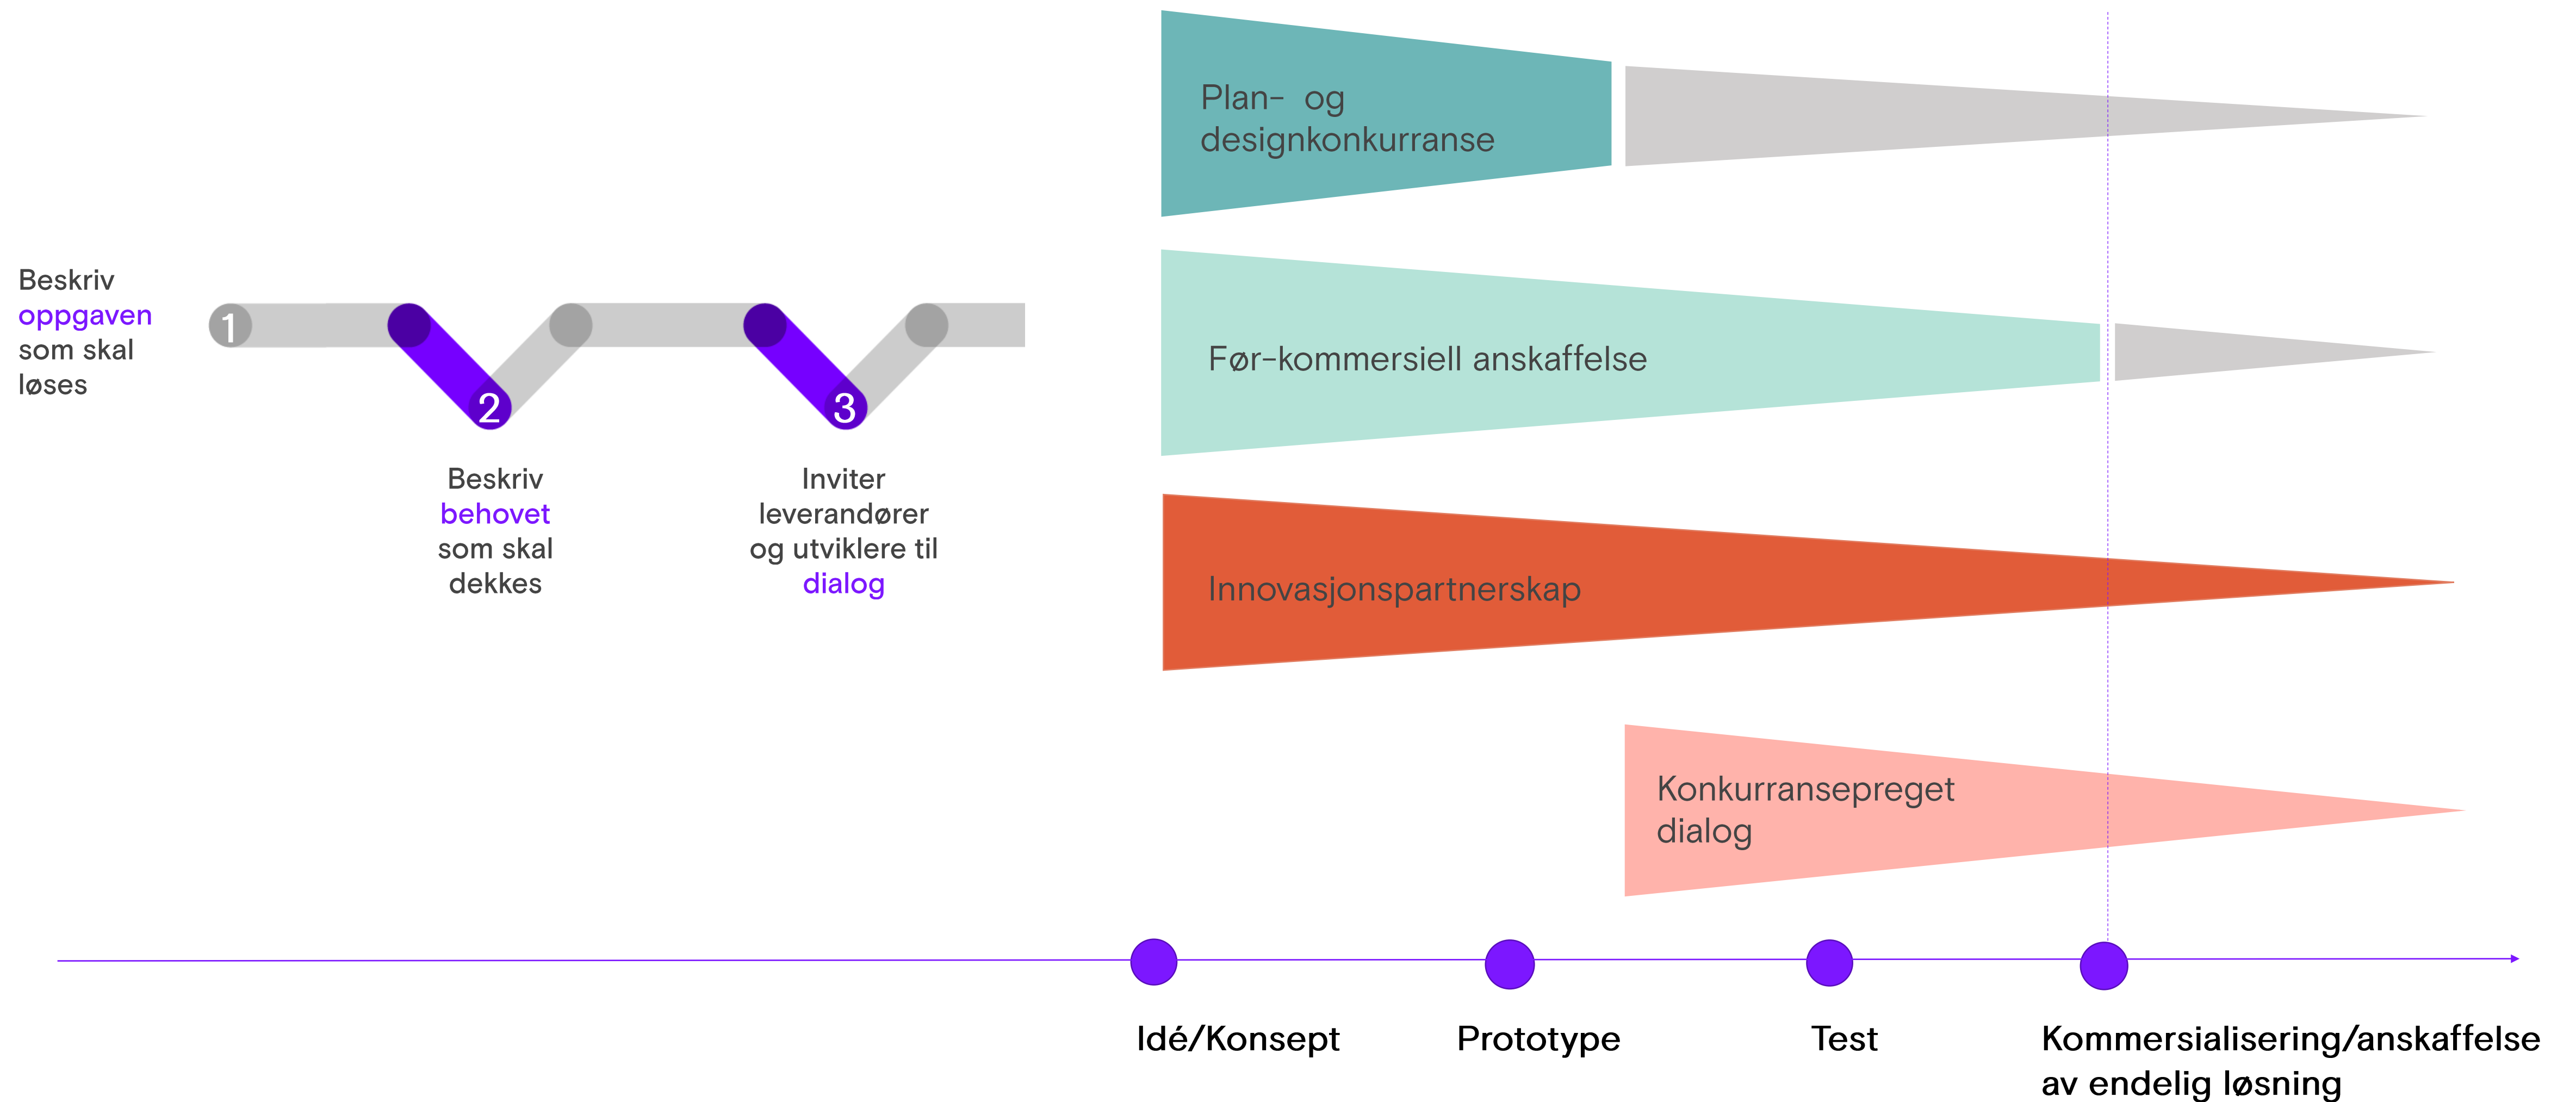 Beskriv
oppgaven
som skal
løses
1
2
3
Beskriv
behovet
som skal
dekkes
Inviter
leverandører
og utviklere til
dialog
Plan- og
designkonkurranse
Før-kommersiell anskaffelse
Innovasjonspartnerskap
Konkurransepreget
dialog
Idé/Konsept
Prototype
Test
Kommersialisering/anskaffelse
av endelig løsning